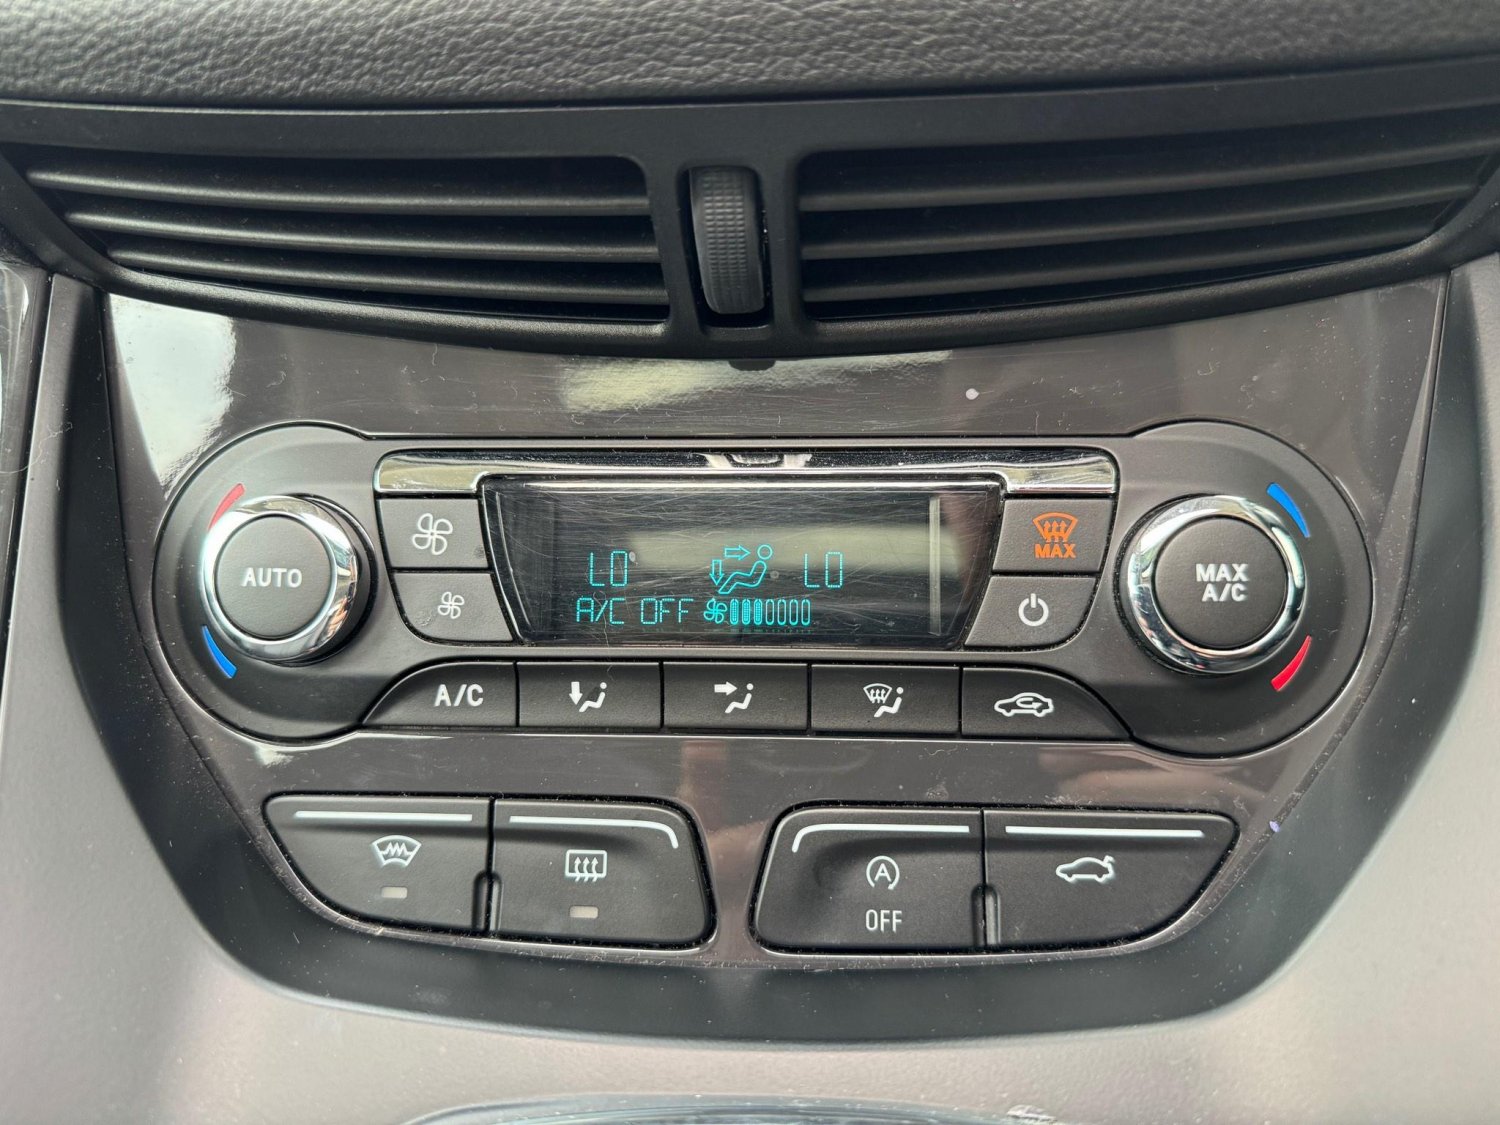 AUTO
LO LO
A/C OFF
MAX
MAX
A/C
A/C
A
OFF